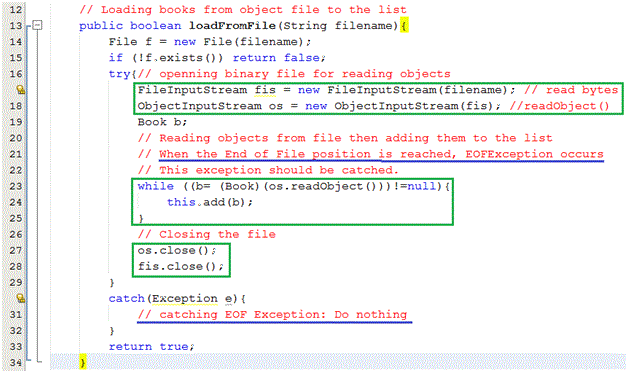 12 // Loading books from object file to the list
13 public boolean loadFromFile(String filename){
14 File f = new File(filename);
15 if (!f.exists()) return false;
16 try{// openning binary file for reading objects
FileInputStream fis = new FileInputStream(filename); // read bytes
18 ObjectInputStream os = new ObjectInputStream(fis); //readObject()
19 Book b;
20 // Reading objects from file then adding them to the list
21 // When the End of File position is reached, EOFException occurs
22 // This exception should be catched.
23 while ((b= (Book)(os.readObject()))!=null){
24 this.add(b);
25 }
26 // Closing the file
27 os.close();
28 fis.close();
29 }
catch(Exception e){
31 // catching EOF Exception: Do nothing
32 }
33 return true;
34 }